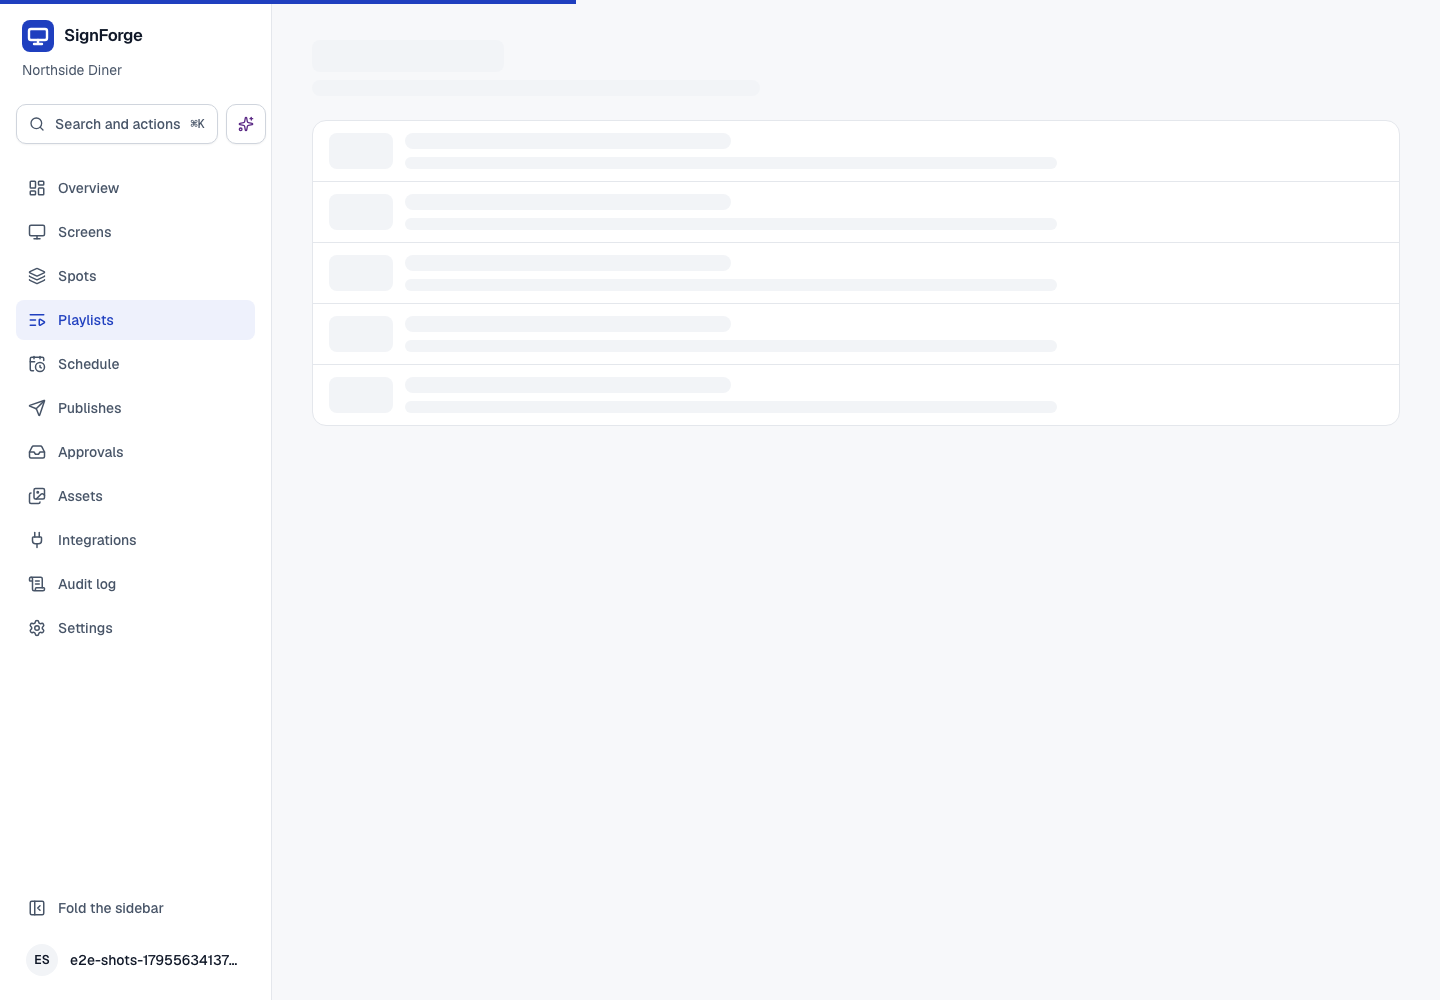 SignForge
Northside Diner
Search and actions ⌘K
Overview
Screens
Spots
Playlists
Schedule
Publishes
Approvals
Assets
Integrations
Audit log
Settings
Fold the sidebar
ES e2e-shots-17955634137…